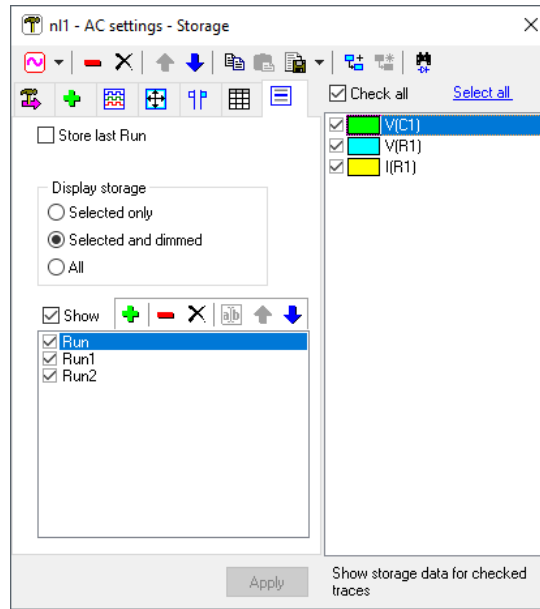 nl1 - AC settings - Storage
Check all
Select all
Store last Run
Display storage
Selected only
Selected and dimmed
All
Show
a|b
Run
Run1
Run2
V(C1)
V(R1)
I(R1)
Apply
Show storage data for checked
traces